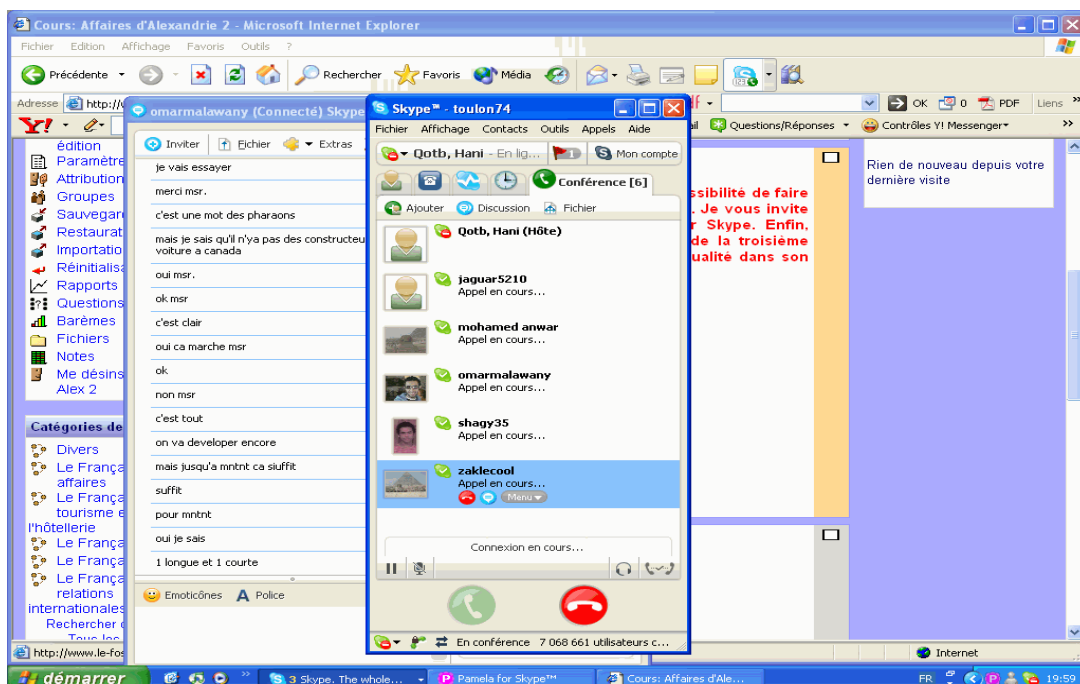 Cours: Affaires d'Alexandrie 2 - Microsoft Internet Explorer
Fichier Edition Affichage Favoris Outils ?
Précédente Rechercher Favoris Média
Adresse http:// OK 0 PDF Liens »
Y! Questions/Réponses Contrôles Y! Messenger »
édition
Paramètre
Attribution
Groupes
Sauvegar
Restaurat
Importatio
Réinitialisa
Rapports
Questions
Barèmes
Fichiers
Notes
Me désins
Alex 2
Catégories de
Divers
Le França
affaires
Le França
tourisme e
l'hôtellerie
Le França
Le França
Le França
relations
internationales
Rechercher
omarmalawany (Connecté) Skype
Inviter Fichier Extras
je vais essayer
merci msr.
c'est une mot des pharaons
mais je sais qu'il n'ya pas des constructeu
voiture a canada
oui msr.
ok msr
c'est clair
oui ca marche msr
ok
non msr
c'est tout
on va developer encore
mais jusqu'a mntnt ca siuffit
suffit
pour mntnt
oui je sais
1 longue et 1 courte
Emoticônes A Police
Skype™ - toulon74
Fichier Affichage Contacts Outils Appels Aide
Qotb, Hani - En lig... 1 Mon compte
Conférence [6]
Ajouter Discussion Fichier
Qotb, Hani (Hôte)
jaguar5210
Appel en cours...
mohamed anwar
Appel en cours...
omarmalawany
Appel en cours...
shagy35
Appel en cours...
zaklecool
Appel en cours...
Menu
Connexion en cours...
En conférence 7 068 661 utilisateurs c...
ssibilité de faire
. Je vous invite
r Skype. Enfin,
de la troisième
ualité dans son
Rien de nouveau depuis votre
dernière visite
http://www.le-fos
Internet
démarrer » 3 Skype. The whole... Pamela for Skype™ Cours: Affaires d'Ale... FR 19:59